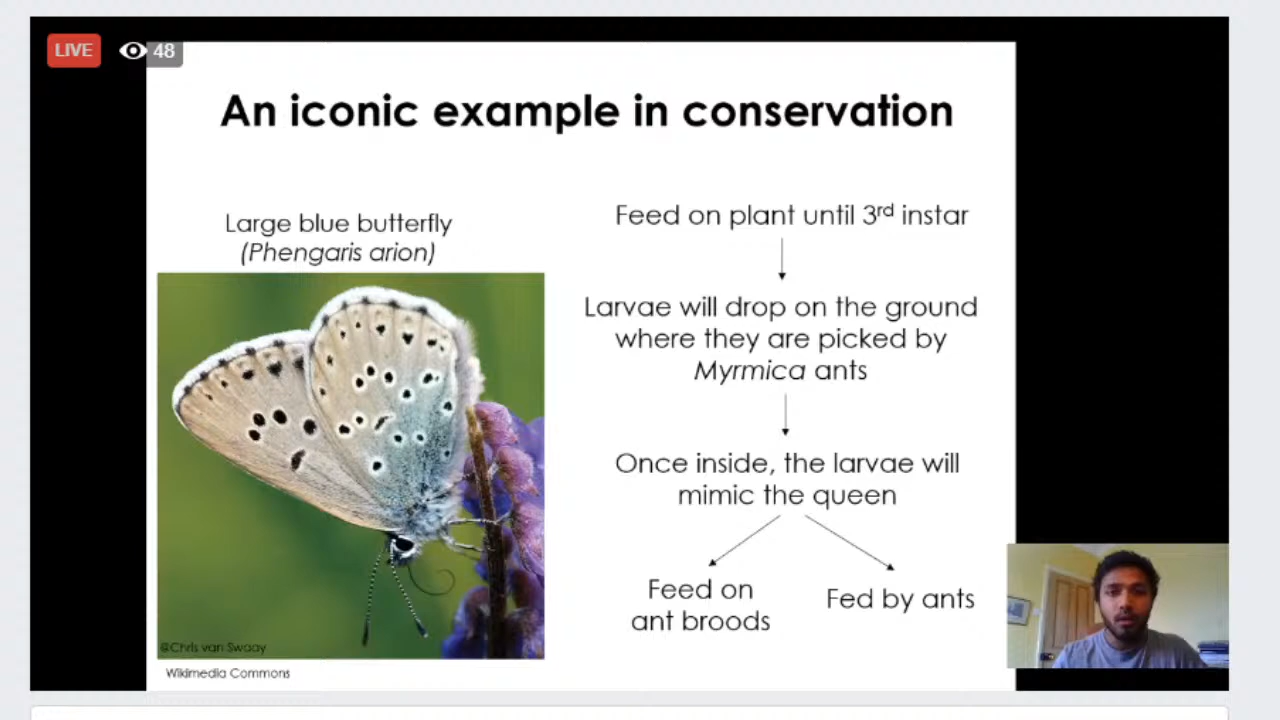 LIVE 48
An iconic example in conservation
Large blue butterfly
(Phengaris arion)
©Chris van Swaay
Wikimedia Commons
Feed on plant until 3rd instar
Larvae will drop on the ground
where they are picked by
Myrmica ants
Once inside, the larvae will
mimic the queen
Feed on
ant broods
Fed by ants